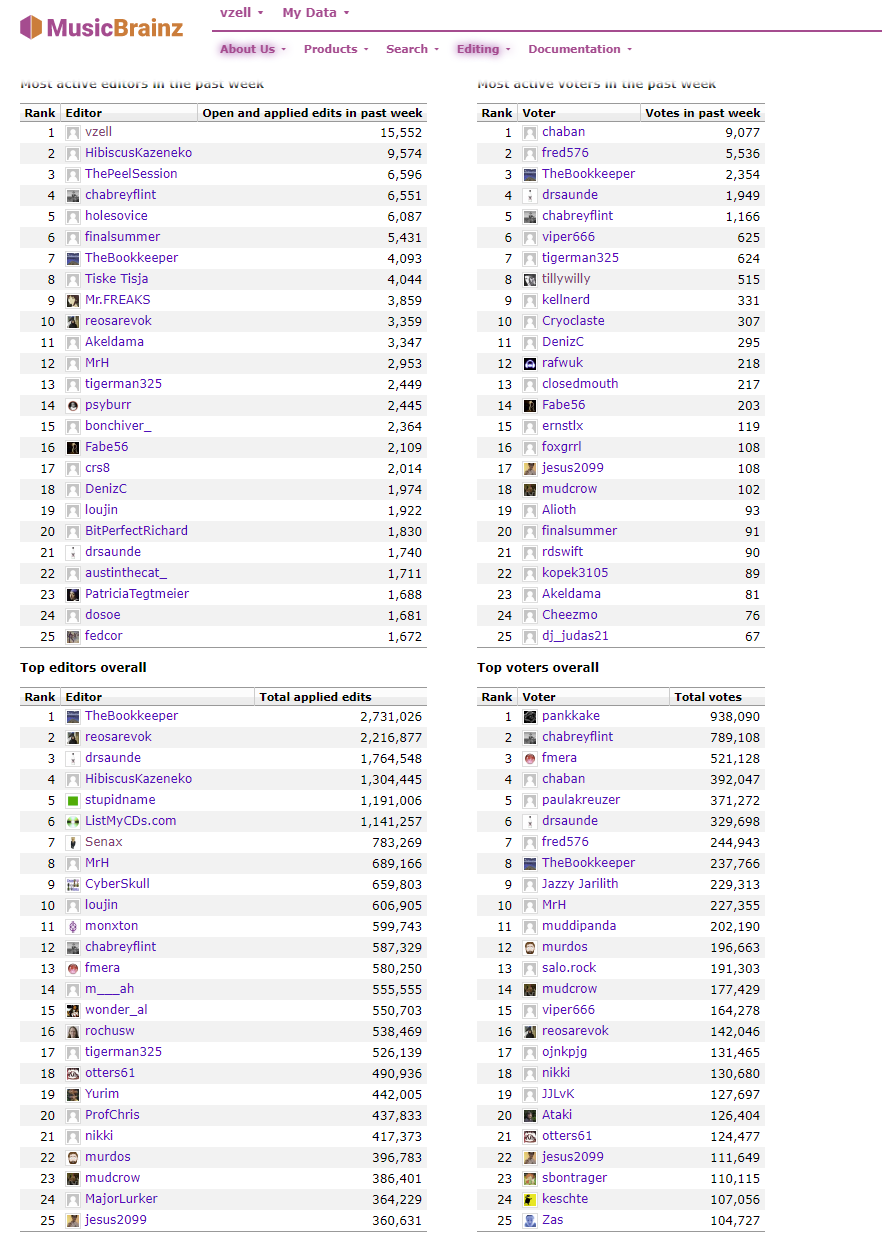 MusicBrainz
vzell My Data
About Us Products Search Editing Documentation
Most active editors in the past week
Rank Editor Open and applied edits in past week
1 vzell 15,552
2 HibiscusKazeneko 9,574
3 ThePeelSession 6,596
4 chabreyflint 6,551
5 holesovice 6,087
6 finalsummer 5,431
7 TheBookkeeper 4,093
8 Tiske Tisja 4,044
9 Mr.FREAKS 3,859
10 reosarevok 3,359
11 Akeldama 3,347
12 MrH 2,953
13 tigerman325 2,449
14 psyburr 2,445
15 bonchiver_ 2,364
16 Fabe56 2,109
17 crs8 2,014
18 DenizC 1,974
19 loujin 1,922
20 BitPerfectRichard 1,830
21 drsaunde 1,740
22 austinthecat_ 1,711
23 PatriciaTegtmeier 1,688
24 dosoe 1,681
25 fedcor 1,672
Most active voters in the past week
Rank Voter Votes in past week
1 chaban 9,077
2 fred576 5,536
3 TheBookkeeper 2,354
4 drsaunde 1,949
5 chabreyflint 1,166
6 viper666 625
7 tigerman325 624
8 tillywilly 515
9 kellnerd 331
10 Cryoclaste 307
11 DenizC 295
12 rafwuk 218
13 closedmouth 217
14 Fabe56 203
15 ernstlx 119
16 foxgrrl 108
17 jesus2099 108
18 mudcrow 102
19 Alioth 93
20 finalsummer 91
21 rdswift 90
22 kopek3105 89
23 Akeldama 81
24 Cheezmo 76
25 dj_judas21 67
Top editors overall
Rank Editor Total applied edits
1 TheBookkeeper 2,731,026
2 reosarevok 2,216,877
3 drsaunde 1,764,548
4 HibiscusKazeneko 1,304,445
5 stupidname 1,191,006
6 ListMyCDs.com 1,141,257
7 Senax 783,269
8 MrH 689,166
9 CyberSkull 659,803
10 loujin 606,905
11 monxton 599,743
12 chabreyflint 587,329
13 fmera 580,250
14 m___ah 555,555
15 wonder_al 550,703
16 rochusw 538,469
17 tigerman325 526,139
18 otters61 490,936
19 Yurim 442,005
20 ProfChris 437,833
21 nikki 417,373
22 murdos 396,783
23 mudcrow 386,401
24 MajorLurker 364,229
25 jesus2099 360,631
Top voters overall
Rank Voter Total votes
1 pankkake 938,090
2 chabreyflint 789,108
3 fmera 521,128
4 chaban 392,047
5 paulakreuzer 371,272
6 drsaunde 329,698
7 fred576 244,943
8 TheBookkeeper 237,766
9 Jazzy Jarilith 229,313
10 MrH 227,355
11 muddipanda 202,190
12 murdos 196,663
13 salo.rock 191,303
14 mudcrow 177,429
15 viper666 164,278
16 reosarevok 142,046
17 ojnkpjg 131,465
18 nikki 130,680
19 JJLvK 127,697
20 Ataki 126,404
21 otters61 124,477
22 jesus2099 111,649
23 sbontrager 110,115
24 keschte 107,056
25 Zas 104,727